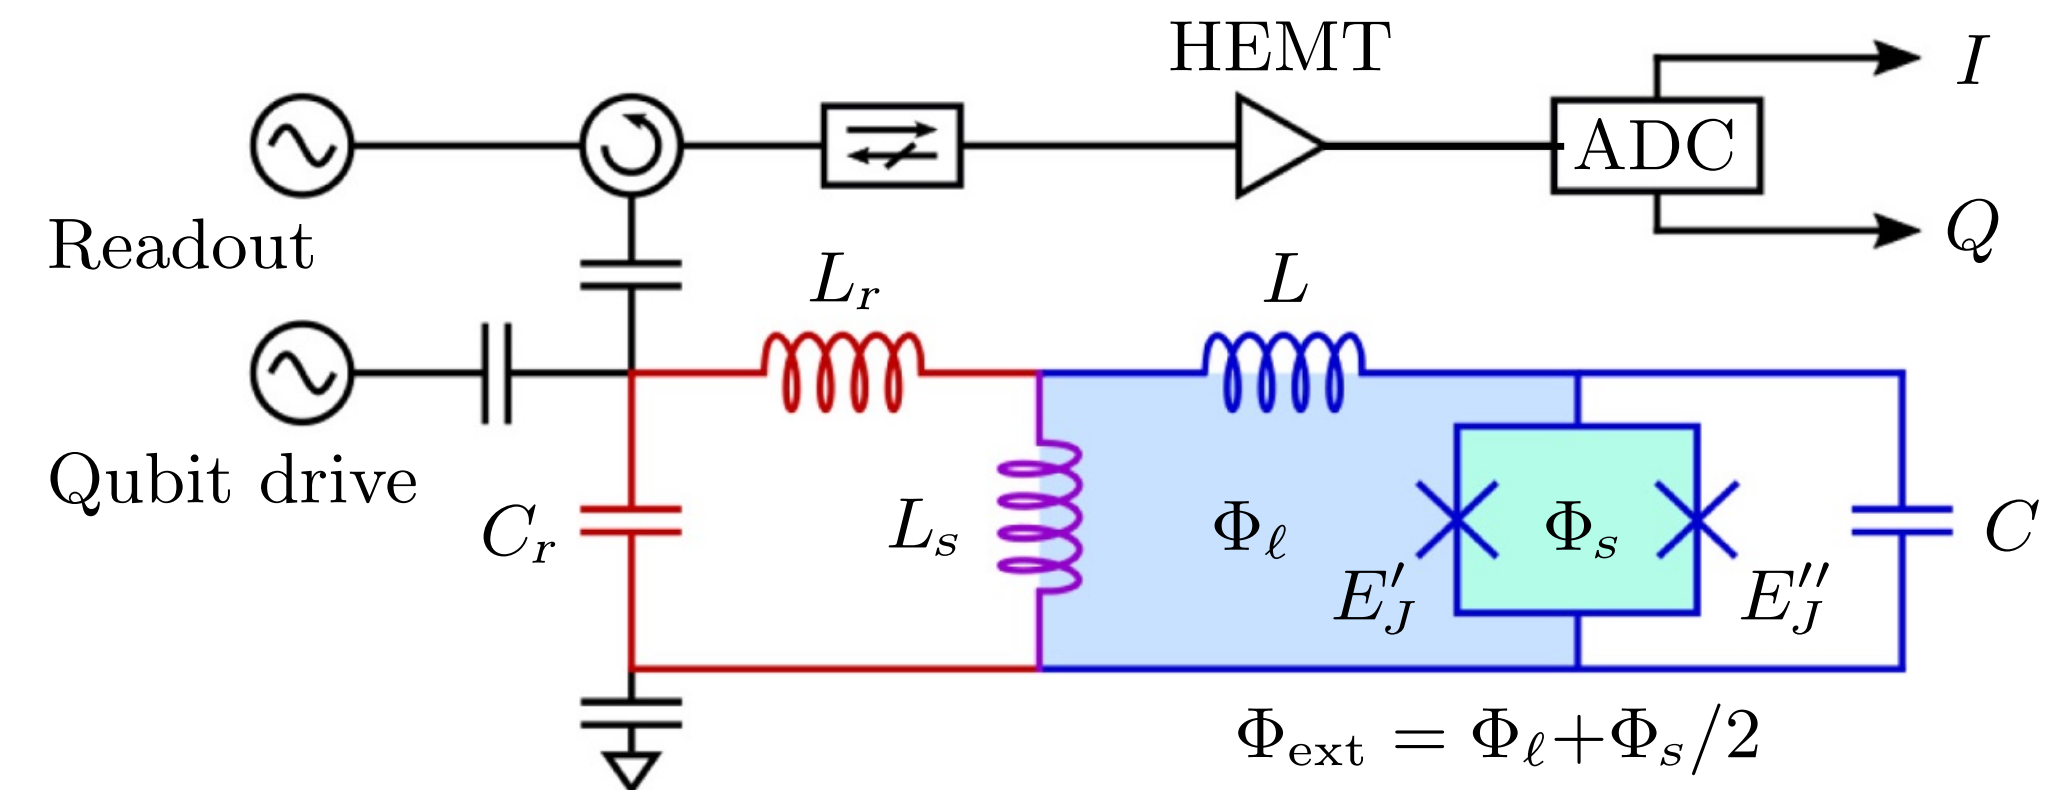 HEMT
I
ADC
Readout
Q
L_r
L
Qubit drive
C_r
L_s
Φ_ℓ
Φ_s
C
E′_J
E″_J
Φ_ext = Φ_ℓ+Φ_s/2